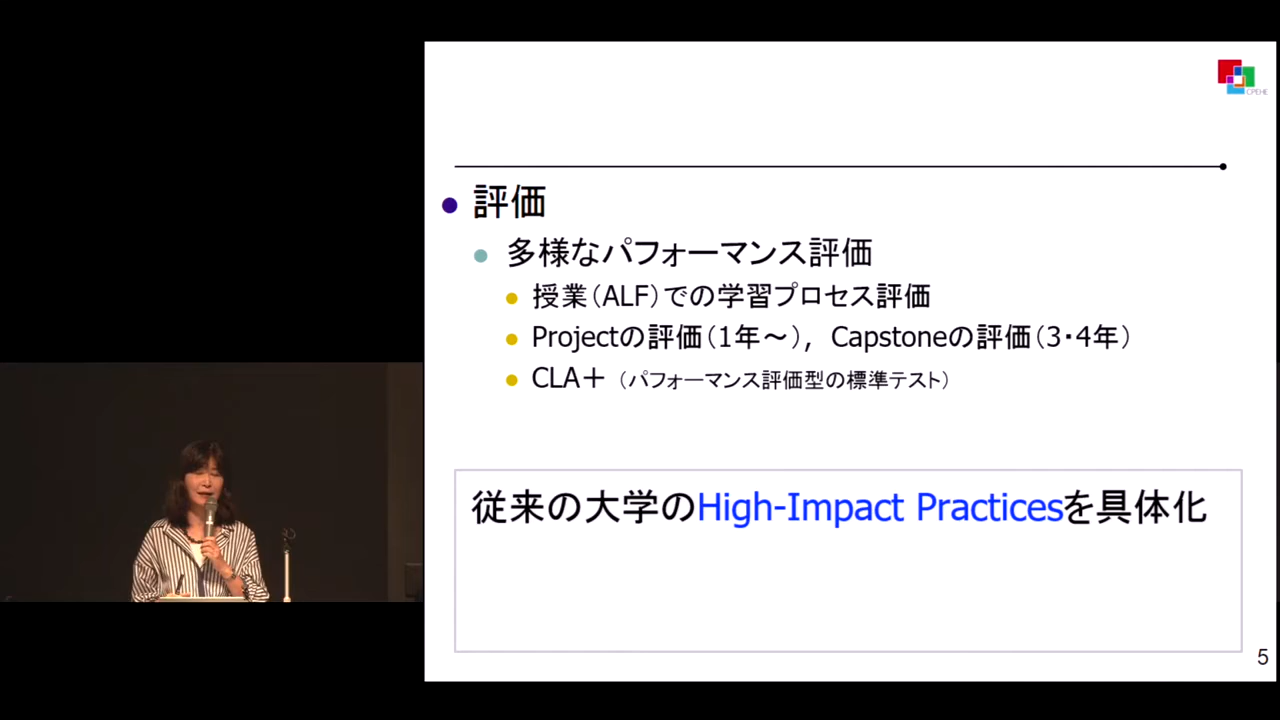 CPEHE
評価
多様なパフォーマンス評価
授業(ALF)での学習プロセス評価
Projectの評価(1年~), Capstoneの評価(3・4年)
CLA+ (パフォーマンス評価型の標準テスト)
従来の大学のHigh-Impact Practicesを具体化
5